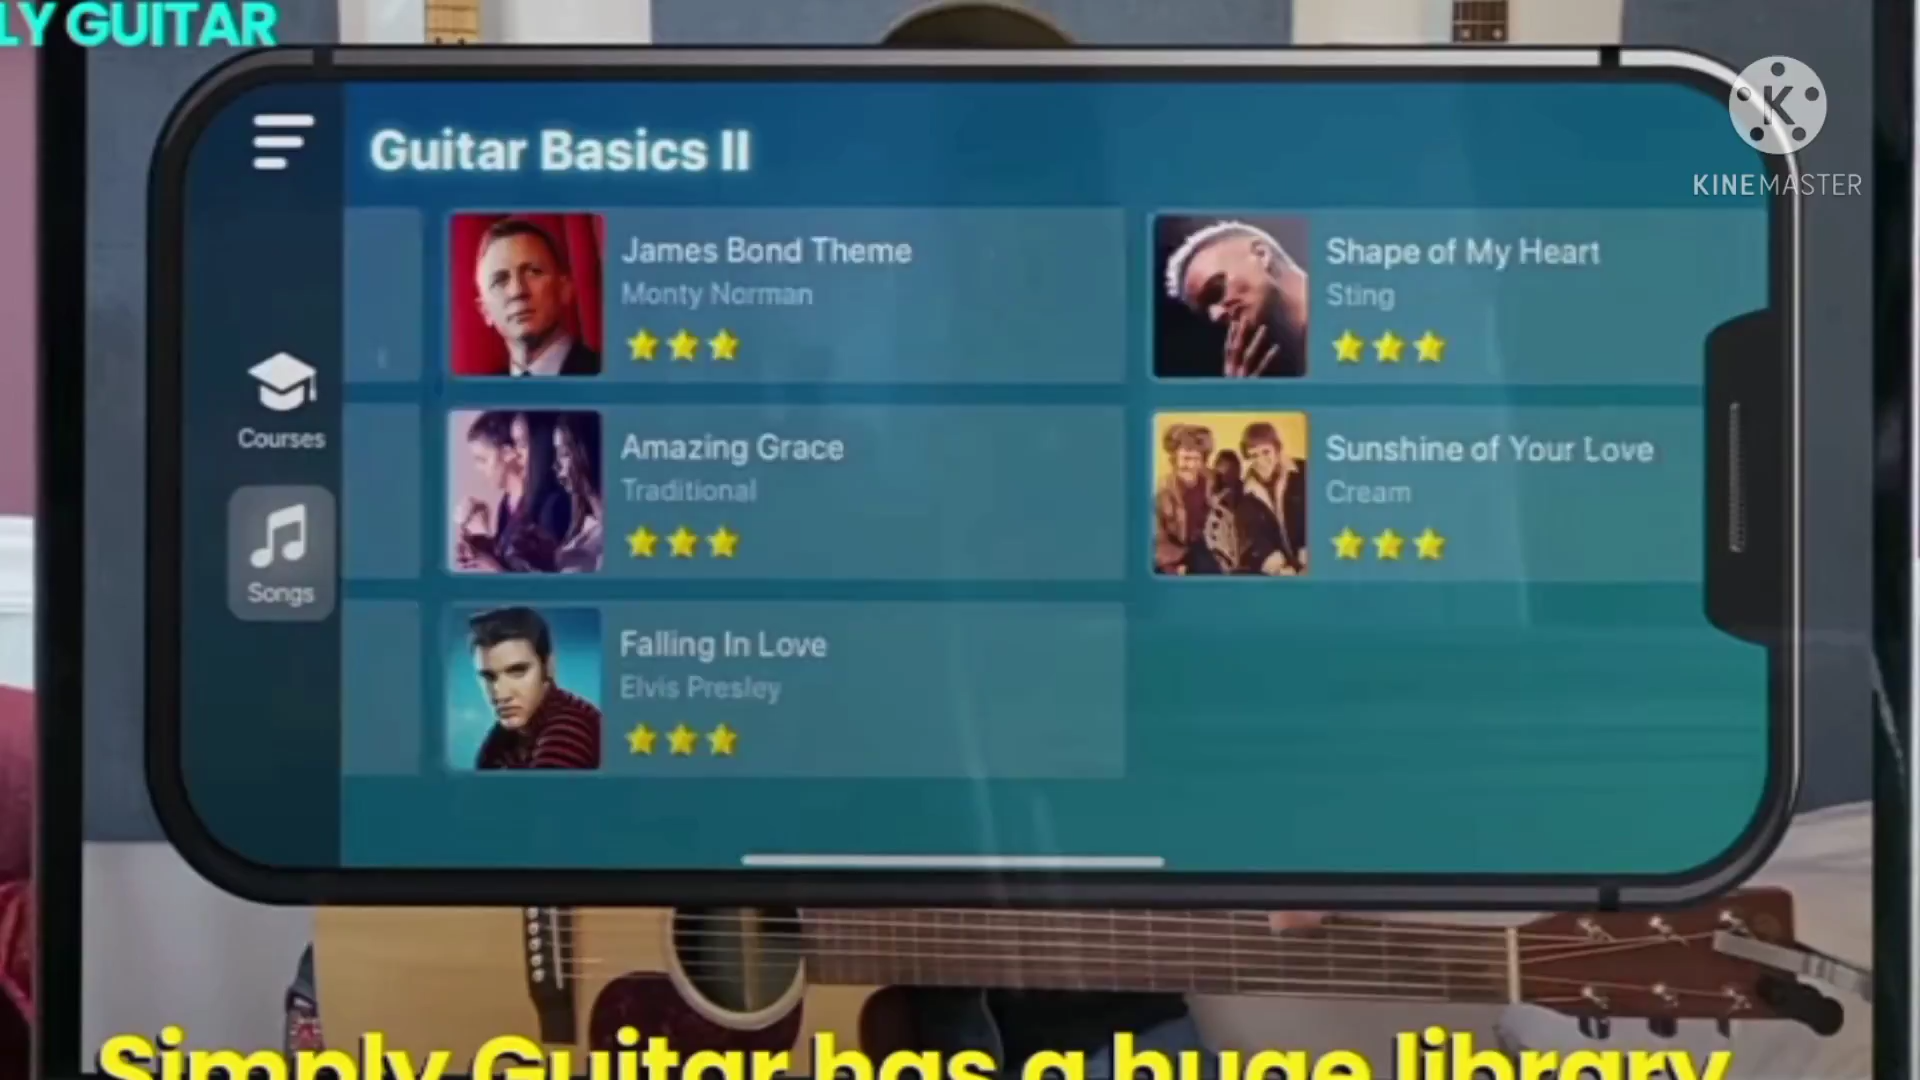 LY GUITAR
KINEMASTER
Guitar Basics II
James Bond Theme
Monty Norman
Shape of My Heart
Sting
Courses
Amazing Grace
Traditional
Sunshine of Your Love
Cream
Songs
Falling In Love
Elvis Presley
Simply Guitar has a huge library